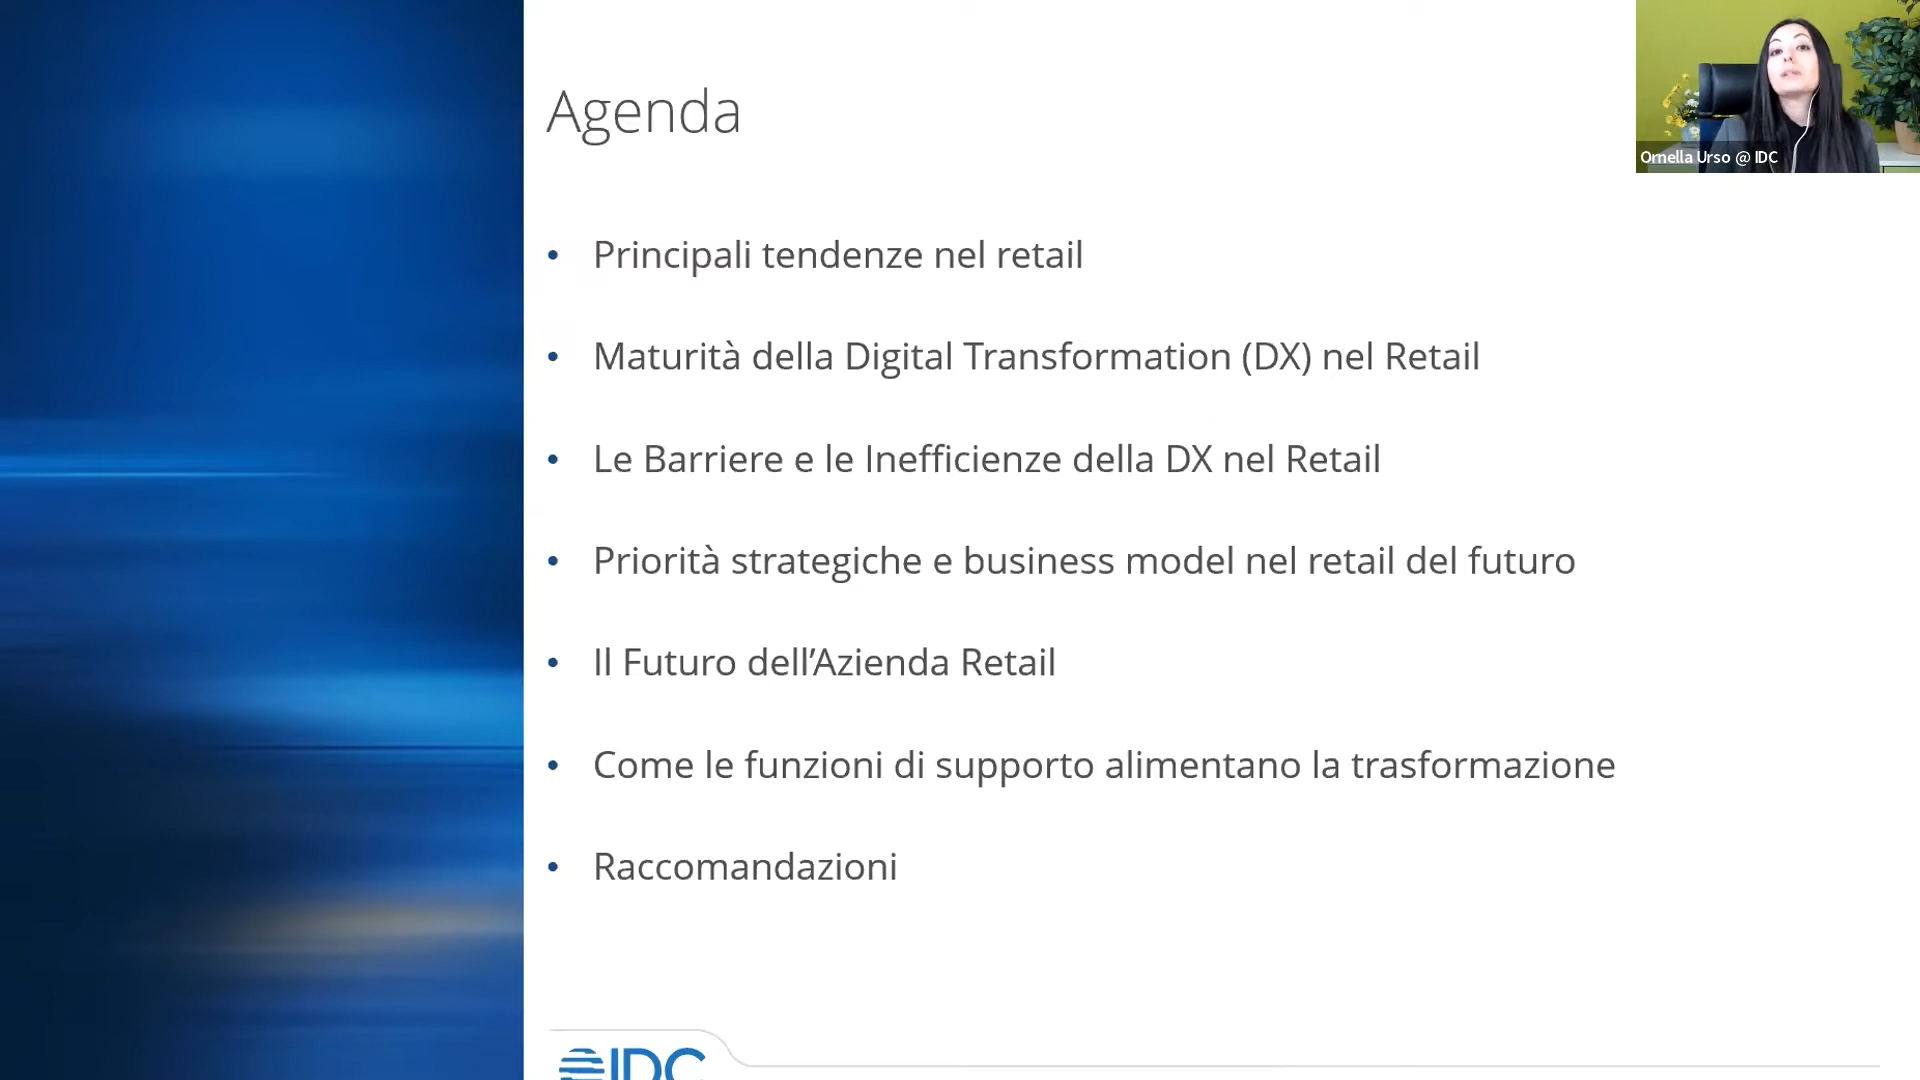 Agenda
Ornella Urso @ IDC
• Principali tendenze nel retail
• Maturità della Digital Transformation (DX) nel Retail
• Le Barriere e le Inefficienze della DX nel Retail
• Priorità strategiche e business model nel retail del futuro
• Il Futuro dell’Azienda Retail
• Come le funzioni di supporto alimentano la trasformazione
• Raccomandazioni
IDC